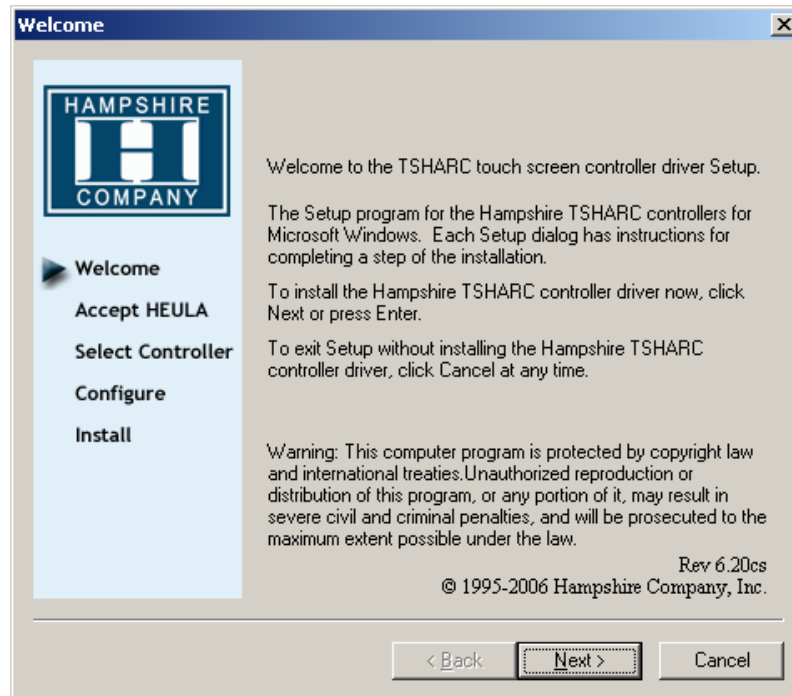 Welcome
HAMPSHIRE
H
COMPANY
Welcome
Accept HEULA
Select Controller
Configure
Install
Welcome to the TSHARC touch screen controller driver Setup.
The Setup program for the Hampshire TSHARC controllers for
Microsoft Windows.  Each Setup dialog has instructions for
completing a step of the installation.
To install the Hampshire TSHARC controller driver now, click
Next or press Enter.
To exit Setup without installing the Hampshire TSHARC
controller driver, click Cancel at any time.
Warning: This computer program is protected by copyright law
and international treaties.Unauthorized reproduction or
distribution of this program, or any portion of it, may result in
severe civil and criminal penalties, and will be prosecuted to the
maximum extent possible under the law.
Rev 6.20cs
© 1995-2006 Hampshire Company, Inc.
< Back
Next >
Cancel